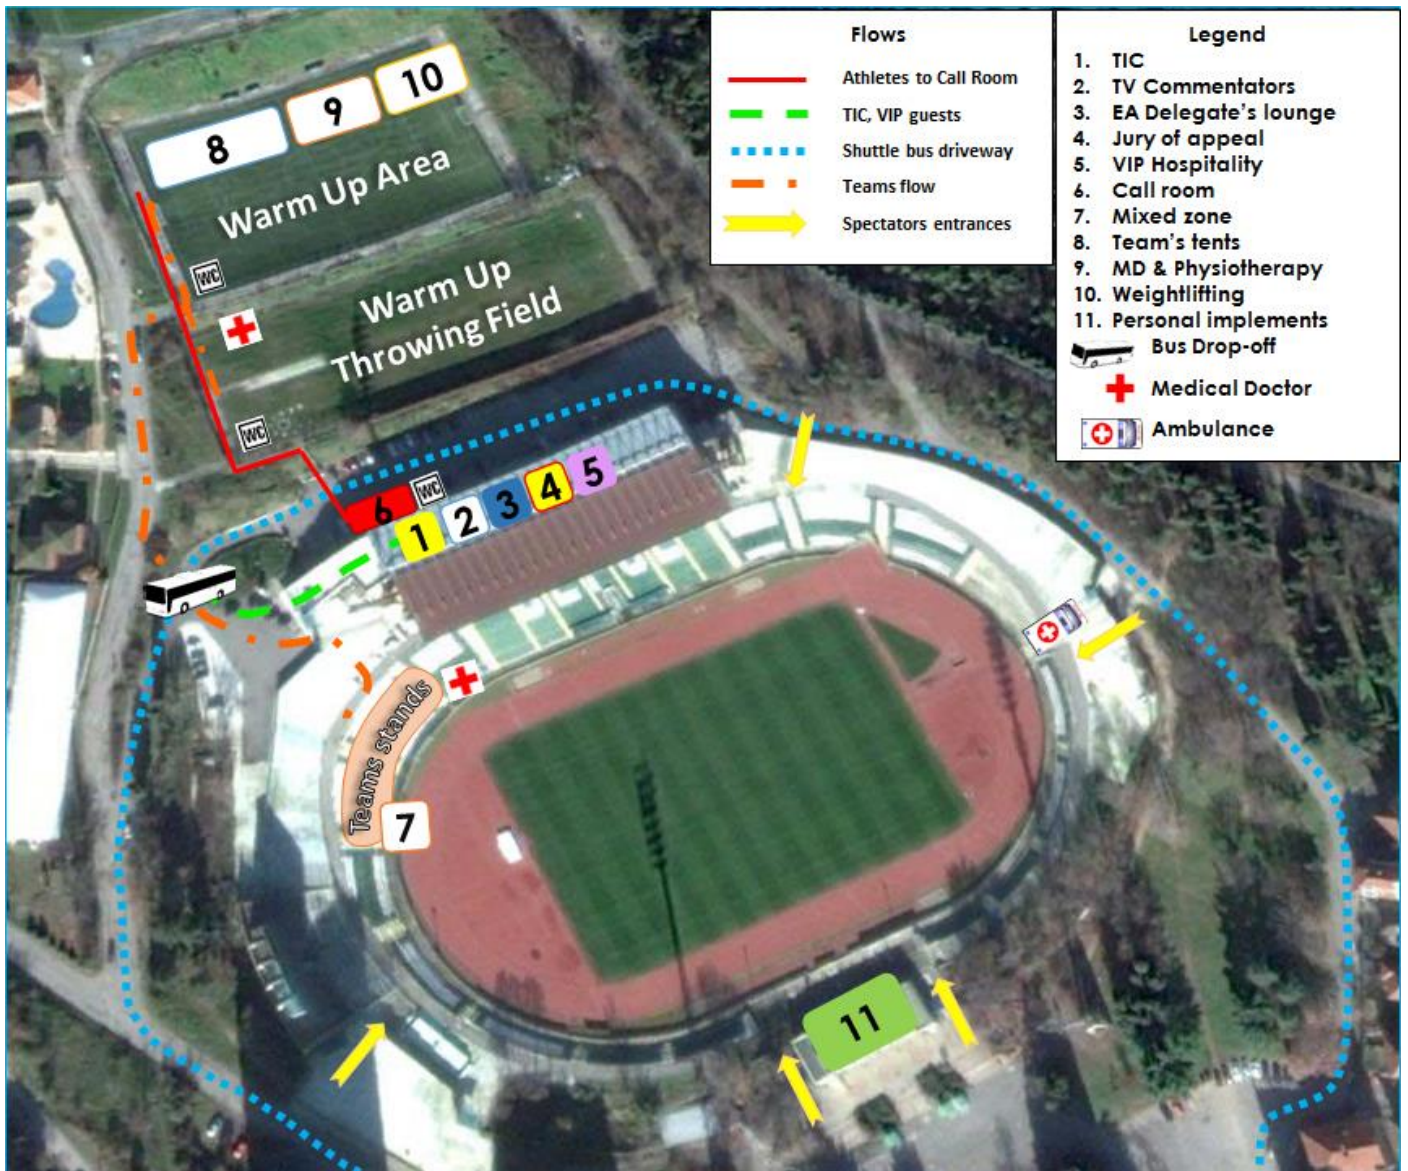 Flows
Athletes to Call Room
TIC, VIP guests
Shuttle bus driveway
Teams flow
Spectators entrances
Legend
1. TIC
2. TV Commentators
3. EA Delegate's lounge
4. Jury of appeal
5. VIP Hospitality
6. Call room
7. Mixed zone
8. Team's tents
9. MD & Physiotherapy
10. Weightlifting
11. Personal implements
Bus Drop-off
Medical Doctor
Ambulance
8
9
10
Warm Up Area
WC
Warm Up
Throwing Field
WC
6
WC
1
2
3
4
5
Teams stands
7
11